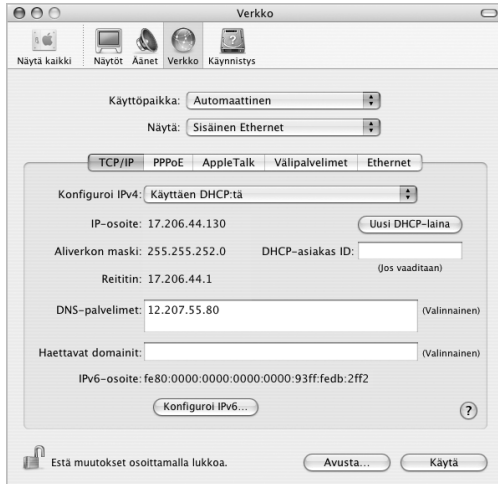 Verkko
Näytä kaikki Näytöt Äänet Verkko Käynnistys
Käyttöpaikka: Automaattinen
Näytä: Sisäinen Ethernet
TCP/IP PPPoE AppleTalk Välipalvelimet Ethernet
Konfiguroi IPv4: Käyttäen DHCP:tä
IP-osoite: 17.206.44.130 Uusi DHCP-laina
Aliverkon maski: 255.255.252.0 DHCP-asiakas ID:
(Jos vaaditaan)
Reititin: 17.206.44.1
DNS-palvelimet: 12.207.55.80 (Valinnainen)
Haettavat domainit: (Valinnainen)
IPv6-osoite: fe80:0000:0000:0000:0000:93ff:fedb:2ff2
Konfiguroi IPv6... ?
Estä muutokset osoittamalla lukkoa. Avusta... Käytä